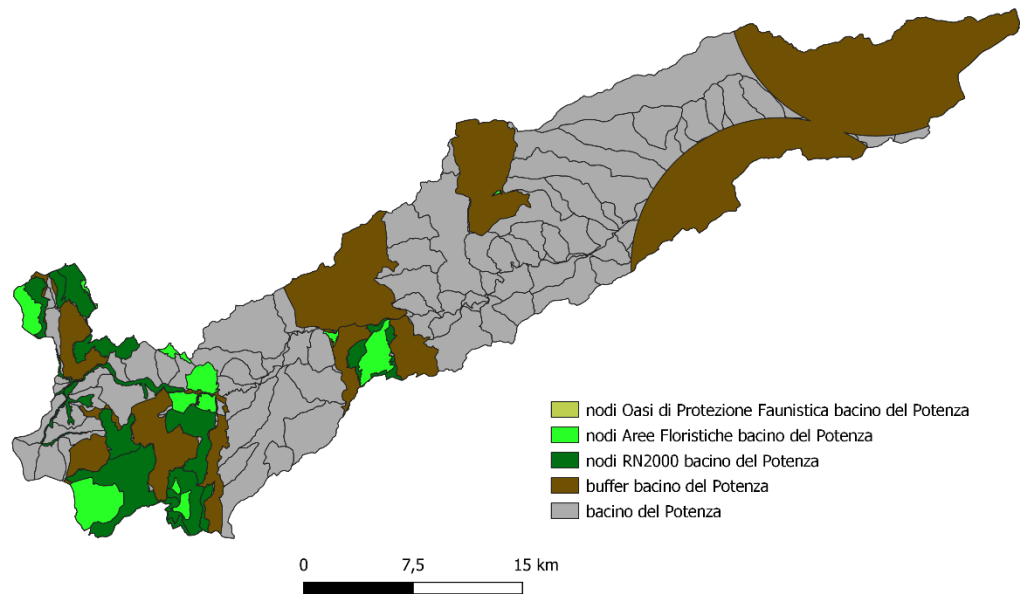 nodi Oasi di Protezione Faunistica bacino del Potenza
nodi Aree Floristiche bacino del Potenza
nodi RN2000 bacino del Potenza
buffer bacino del Potenza
bacino del Potenza
0 7,5 15 km